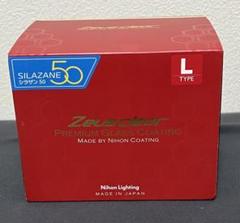 SILAZANE 50
シラザン 50
L
TYPE
Zeus clear
PREMIUM GLASS COATING
MADE BY NIHON COATING
Nihon Lighting
MADE IN JAPAN